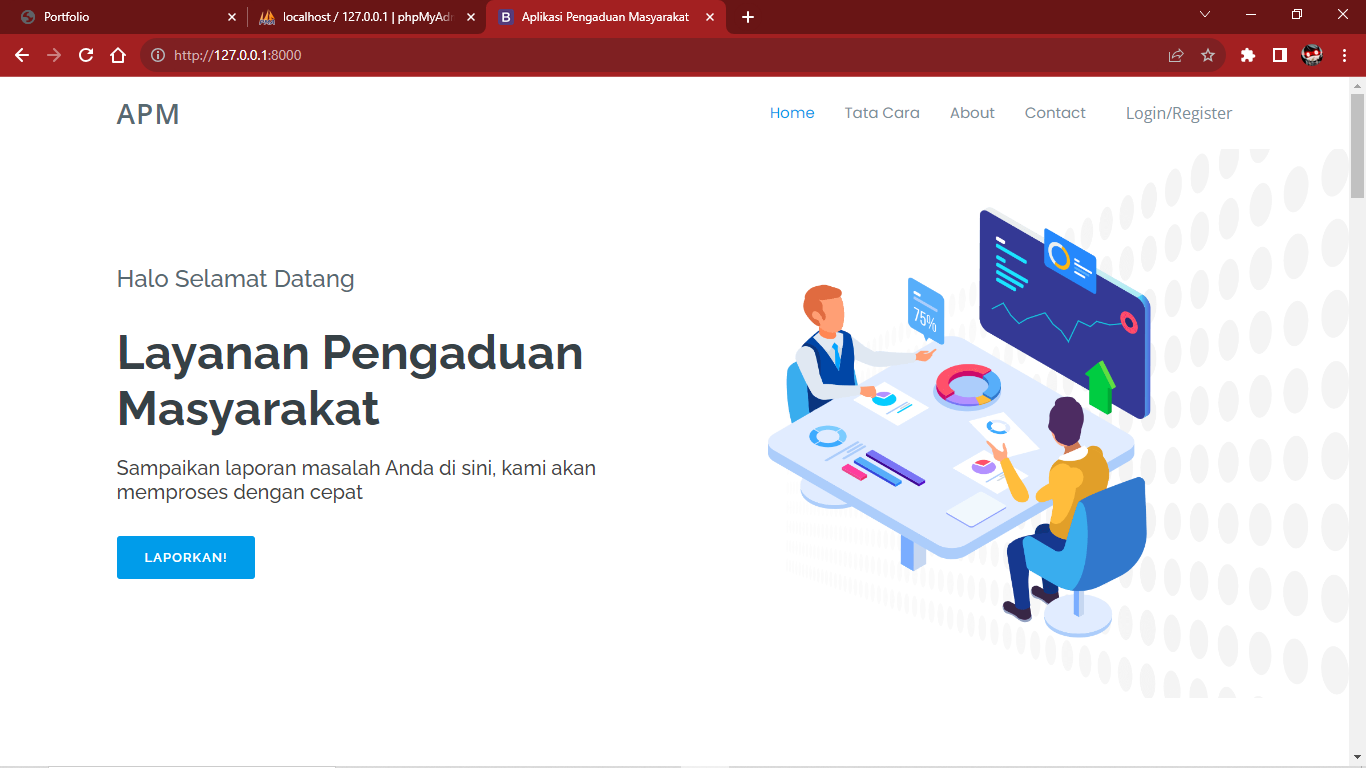 Portfolio
localhost / 127.0.0.1 | phpMyAdm
Aplikasi Pengaduan Masyarakat
http://127.0.0.1:8000
APM
Home
Tata Cara
About
Contact
Login/Register
Halo Selamat Datang
Layanan Pengaduan
Masyarakat
Sampaikan laporan masalah Anda di sini, kami akan
memproses dengan cepat
LAPORKAN!
75%